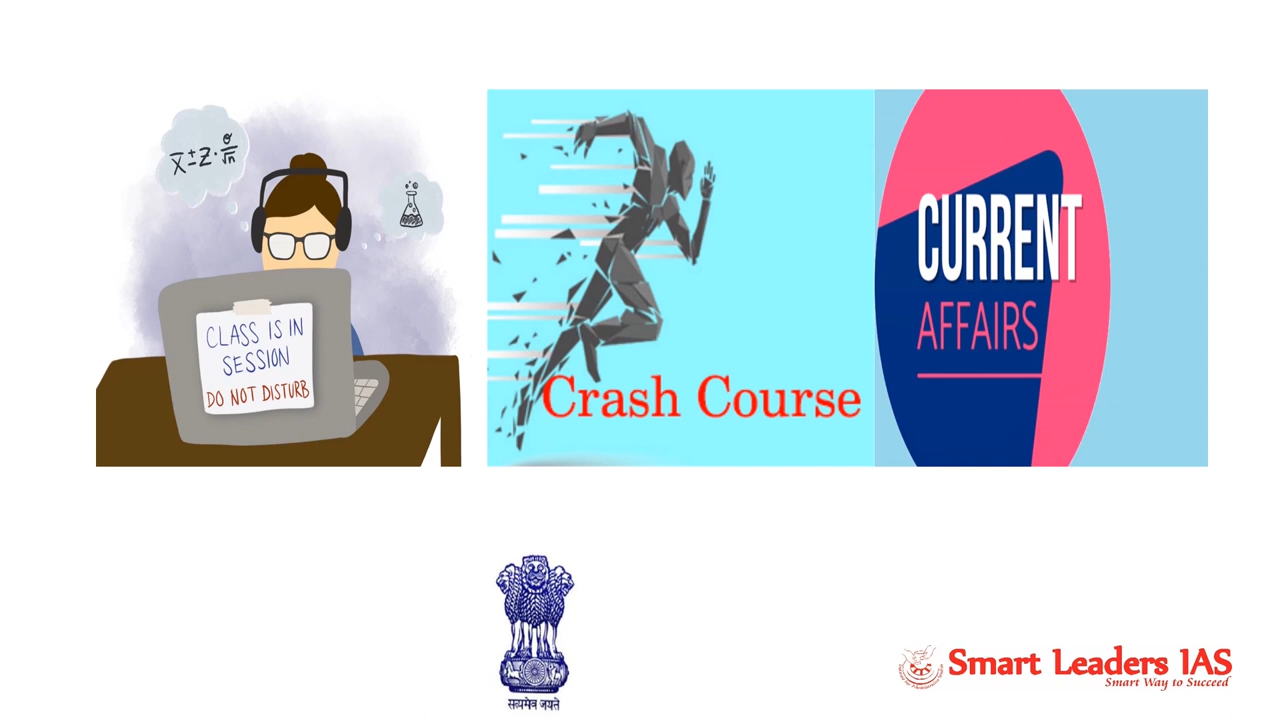 X̄ ± Z · σ/√n
CLASS IS IN
SESSION
DO NOT DISTURB
Crash Course
CURRENT
AFFAIRS
सत्यमेव जयते
Smart Leaders IAS
Smart Way to Succeed